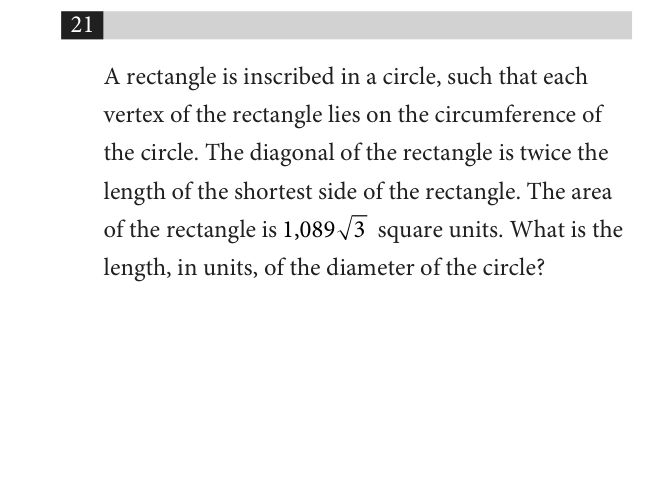 21
A rectangle is inscribed in a circle, such that each
vertex of the rectangle lies on the circumference of
the circle. The diagonal of the rectangle is twice the
length of the shortest side of the rectangle. The area
of the rectangle is 1,089√3 square units. What is the
length, in units, of the diameter of the circle?